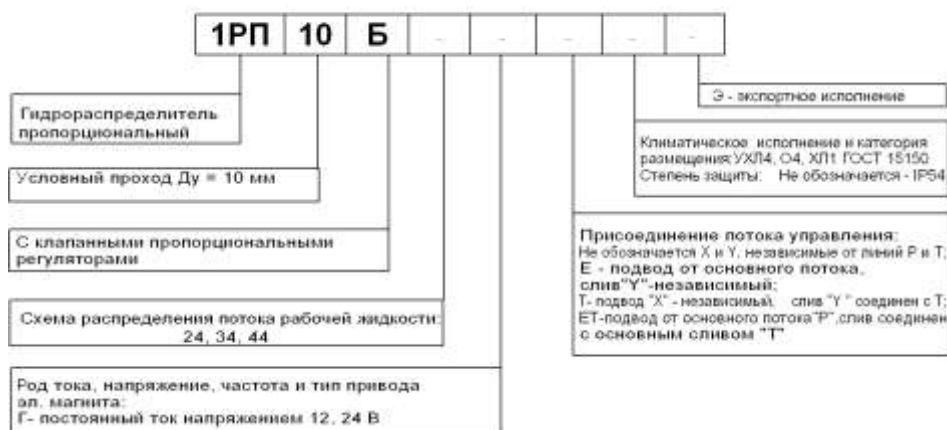 1РП 10 Б - - - - -
Э - экспортное исполнение
Гидрораспределитель
пропорциональный
Климатическое исполнение и категория
размещения УХЛ4, О4, ХЛ1 ГОСТ 15150
Степень защиты: Не обозначается - IP54
Условный проход Ду = 10 мм
С клапанными пропорциональными
регуляторами
Присоединение потока управления:
Не обозначается X и Y, независимые от линий Р и Т;
Е - подвод от основного потока,
слив"Y"-независимый;
Т- подвод "X" - независимый, слив "Y" соединен с Т;
ЕТ-подвод от основного потока"Р",слив соединен
с основным сливом "Т"
Схема распределения потока рабочей жидкости:
24, 34, 44
Род тока, напряжение, частота и тип привода
эл. магнита:
Г- постоянный ток напряжением 12, 24 В